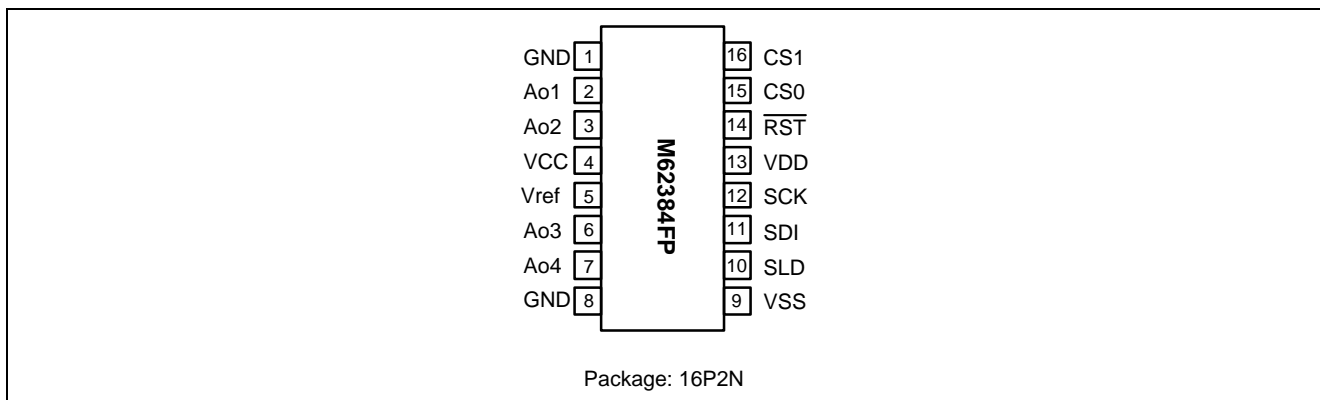 GND 1 16 CS1
Ao1 2 15 CS0
Ao2 3 14 RST
VCC 4 13 VDD
Vref 5 12 SCK
Ao3 6 11 SDI
Ao4 7 10 SLD
GND 8 9 VSS
M62384FP
Package: 16P2N